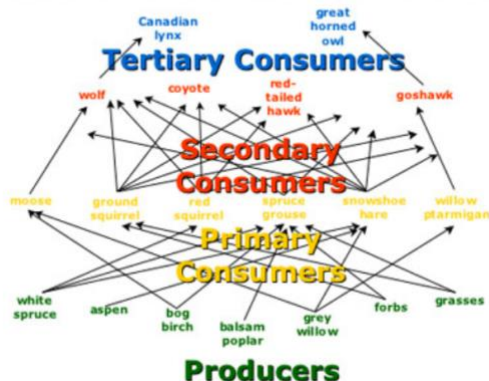 Canadian
lynx
great
horned
owl
Tertiary Consumers
wolf
coyote
red-
tailed
hawk
goshawk
Secondary
Consumers
moose
ground
squirrel
red
squirrel
spruce
grouse
snowshoe
hare
willow
ptarmigan
Primary
Consumers
white
spruce
aspen
bog
birch
balsam
poplar
grey
willow
forbs
grasses
Producers